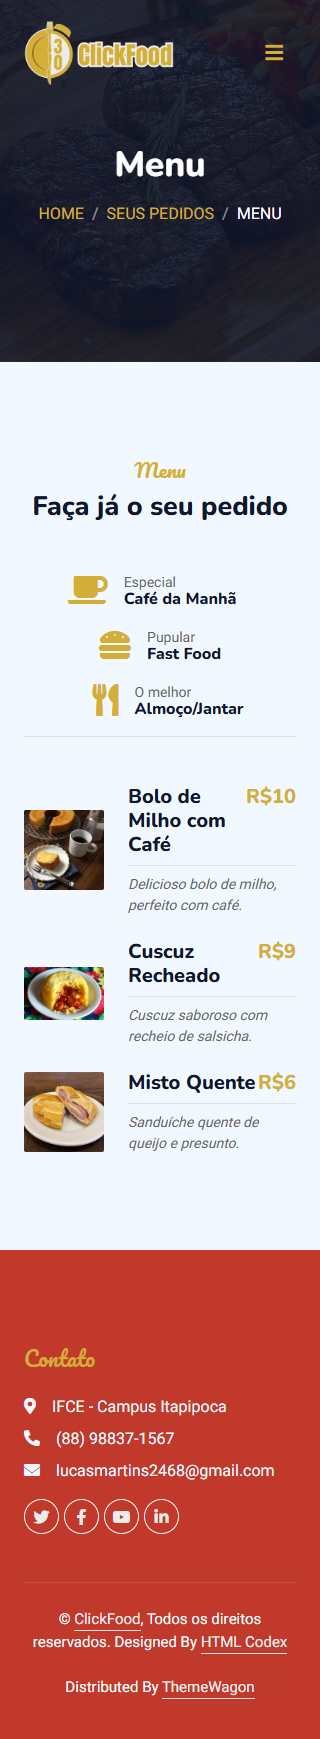 30 ClickFood
Menu
HOME / SEUS PEDIDOS / MENU
Menu
Faça já o seu pedido
Especial
Café da Manhã
Pupular
Fast Food
O melhor
Almoço/Jantar
Bolo de R$10
Milho com
Café
Delicioso bolo de milho,
perfeito com café.
Cuscuz R$9
Recheado
Cuscuz saboroso com
recheio de salsicha.
Misto Quente R$6
Sanduíche quente de
queijo e presunto.
Contato
IFCE - Campus Itapipoca
(88) 98837-1567
lucasmartins2468@gmail.com
© ClickFood, Todos os direitos
reservados. Designed By HTML Codex
Distributed By ThemeWagon